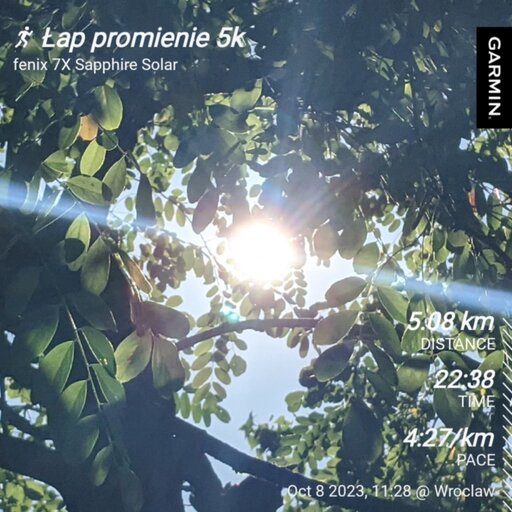 Łap promienie 5k
fenix 7X Sapphire Solar
GARMIN
5:08 km
DISTANCE
22:38
TIME
4:27/km
PACE
Oct 8 2023, 11:28 @ Wroclaw